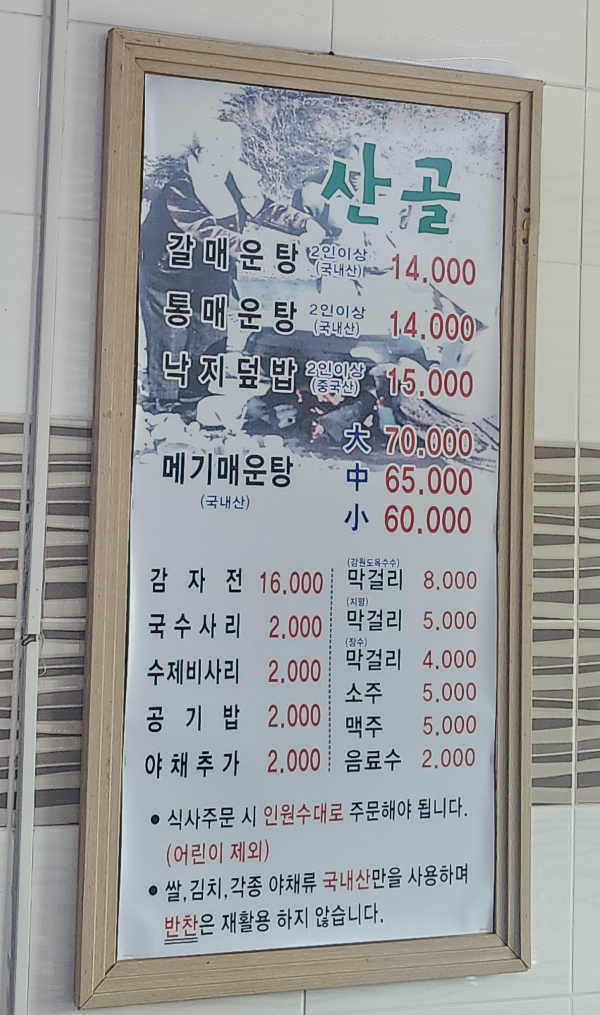 산골
갈매운탕 2인이상 (국내산) 14.000
통매운탕 2인이상 (국내산) 14.000
낙지덮밥 2인이상 (중국산) 15.000
메기매운탕 (국내산)
大 70.000
中 65.000
小 60.000
감자전 16.000
국수사리 2.000
수제비사리 2.000
공기밥 2.000
야채추가 2.000
(강원도옥수수)
막걸리 8.000
(지평)
막걸리 5.000
(장수)
막걸리 4.000
소주 5.000
맥주 5.000
음료수 2.000
• 식사주문 시 인원수대로 주문해야 됩니다.
(어린이 제외)
• 쌀,김치,각종 야채류 국내산만을 사용하며
반찬은 재활용 하지 않습니다.